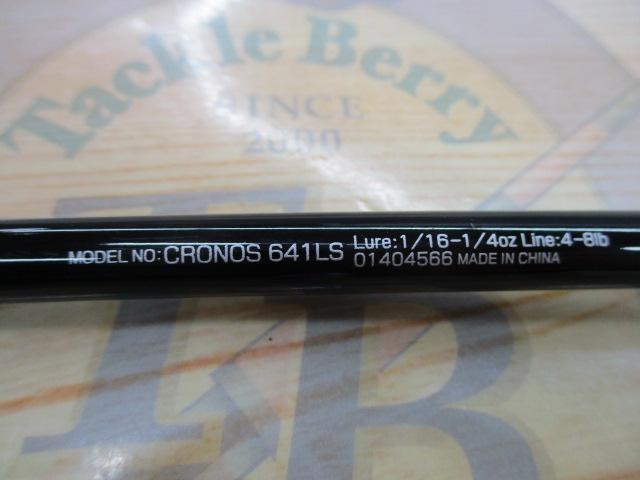 Tackle Berry
SINCE
2000
TB
MODEL NO: CRONOS 641LS Lure:1/16-1/4oz Line:4-8lb
01404566 MADE IN CHINA